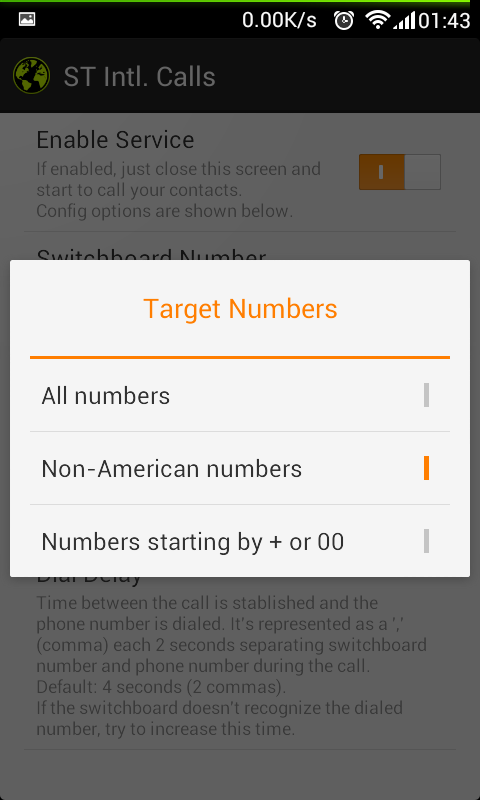 0.00K/s 01:43
ST Intl. Calls
Enable Service
If enabled, just close this screen and
start to call your contacts.
Config options are shown below.
Switchboard Number
Target Numbers
All numbers
Non-American numbers
Numbers starting by + or 00
Dial Delay
Time between the call is stablished and the
phone number is dialed. It's represented as a ','
(comma) each 2 seconds separating switchboard
number and phone number during the call.
Default: 4 seconds (2 commas).
If the switchboard doesn't recognize the dialed
number, try to increase this time.